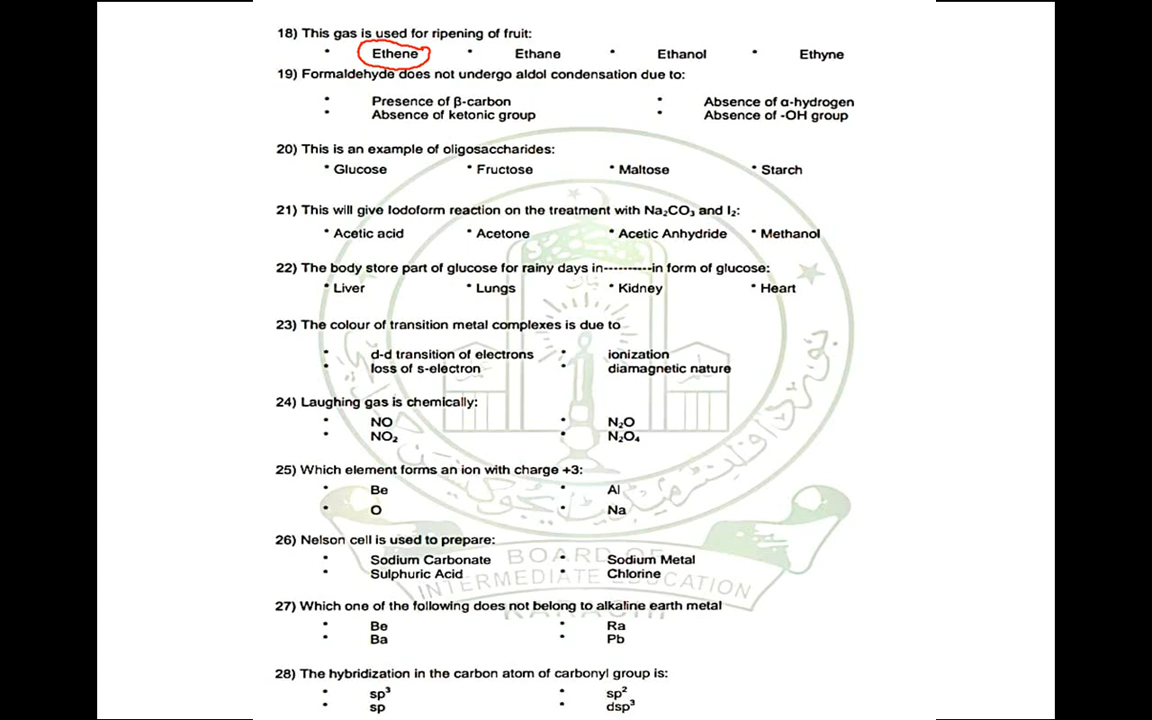 18) This gas is used for ripening of fruit:
• Ethene • Ethane • Ethanol • Ethyne
19) Formaldehyde does not undergo aldol condensation due to:
• Presence of β-carbon • Absence of α-hydrogen
• Absence of ketonic group • Absence of -OH group
20) This is an example of oligosaccharides:
• Glucose • Fructose • Maltose • Starch
21) This will give Iodoform reaction on the treatment with Na₂CO₃ and I₂:
• Acetic acid • Acetone • Acetic Anhydride • Methanol
22) The body store part of glucose for rainy days in----------in form of glucose:
• Liver • Lungs • Kidney • Heart
23) The colour of transition metal complexes is due to
• d-d transition of electrons • ionization
• loss of s-electron • diamagnetic nature
24) Laughing gas is chemically:
• NO • N₂O
• NO₂ • N₂O₄
25) Which element forms an ion with charge +3:
• Be • Al
• O • Na
26) Nelson cell is used to prepare:
• Sodium Carbonate • Sodium Metal
• Sulphuric Acid • Chlorine
BOARD OF
INTERMEDIATE EDUCATION
KARACHI
27) Which one of the following does not belong to alkaline earth metal
• Be • Ra
• Ba • Pb
28) The hybridization in the carbon atom of carbonyl group is:
• sp³ • sp²
• sp • dsp³